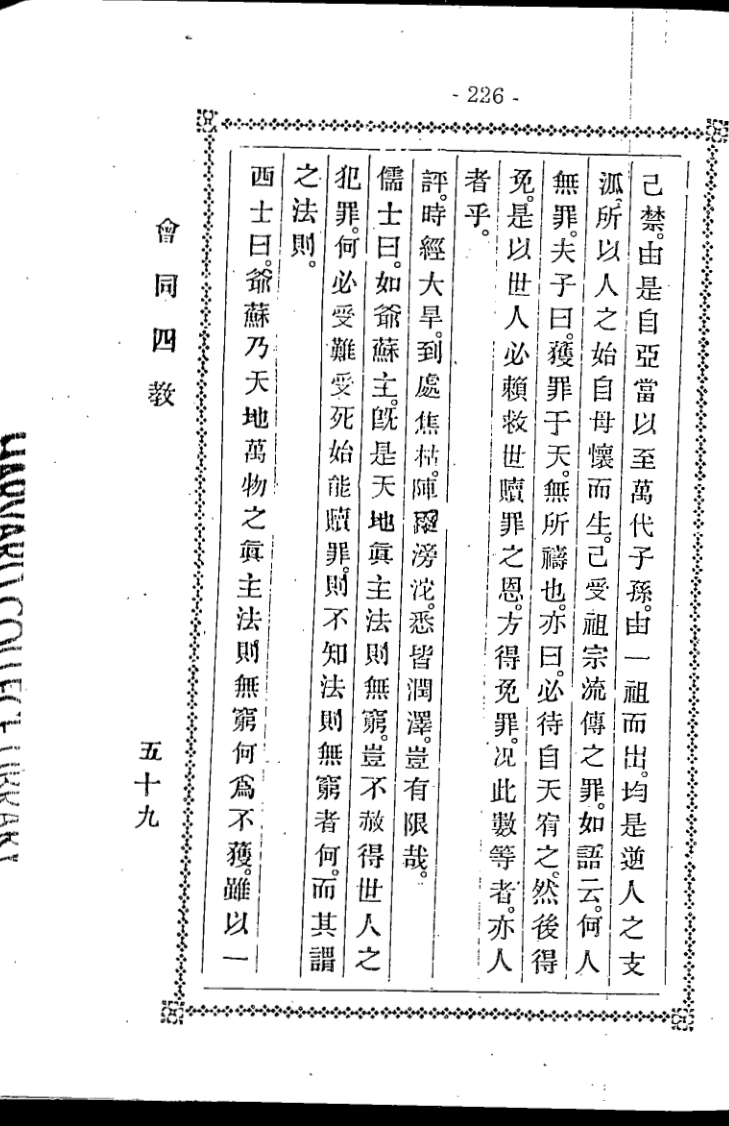 - 226 -
己禁。由是自亞當以至萬代子孫。由一祖而出。均是逆人之支
派、所以人之始自母懷而生。己受祖宗流傳之罪。如語云。何人
無罪。夫子曰。獲罪于天。無所禱也。亦曰。必待自天宥之。然後得
免。是以世人必賴救世贖罪之恩。方得免罪。况此數等者。亦人
者乎。
評。時經大旱。到處焦枯。陣雨滂沱。悉皆潤澤。豈有限哉。
儒士曰。如爺蘇主。旣是天地眞主法則無窮。豈不赦得世人之
犯罪。何必受難受死始能贖罪。則不知法則無窮者何。而其謂
之法則。
西士曰。爺蘇乃天地萬物之眞主法則無窮何爲不獲。雖以一
會同四教
五十九